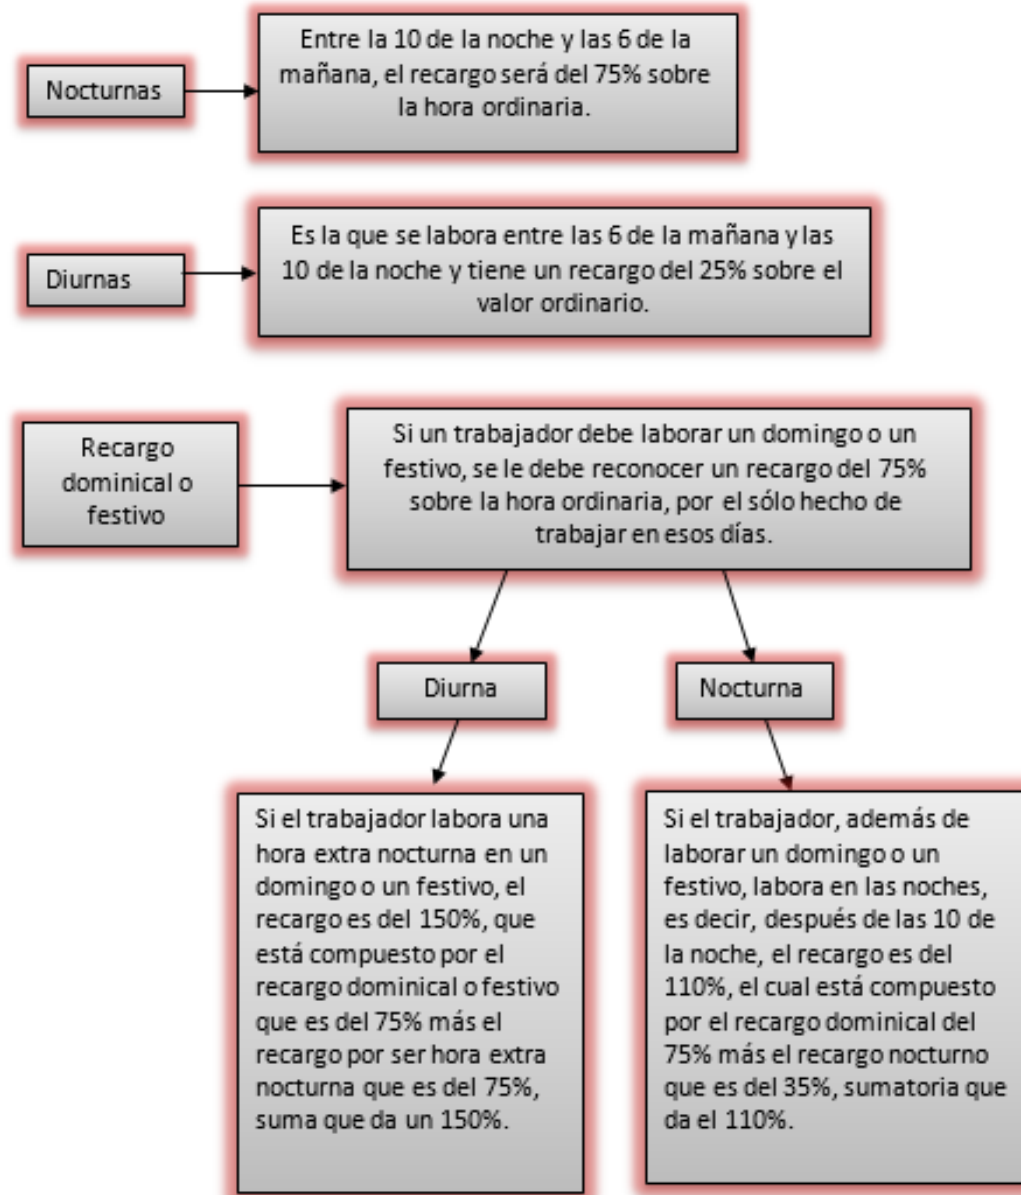 Entre la 10 de la noche y las 6 de la
mañana, el recargo será del 75% sobre
la hora ordinaria.
Nocturnas
Es la que se labora entre las 6 de la mañana y las
10 de la noche y tiene un recargo del 25% sobre el
valor ordinario.
Diurnas
Recargo
dominical o
festivo
Si un trabajador debe laborar un domingo o un
festivo, se le debe reconocer un recargo del 75%
sobre la hora ordinaria, por el sólo hecho de
trabajar en esos días.
Diurna
Nocturna
Si el trabajador labora una
hora extra nocturna en un
domingo o un festivo, el
recargo es del 150%, que
está compuesto por el
recargo dominical o festivo
que es del 75% más el
recargo por ser hora extra
nocturna que es del 75%,
suma que da un 150%.
Si el trabajador, además de
laborar un domingo o un
festivo, labora en las noches,
es decir, después de las 10 de
la noche, el recargo es del
110%, el cual está compuesto
por el recargo dominical del
75% más el recargo nocturno
que es del 35%, sumatoria que
da el 110%.